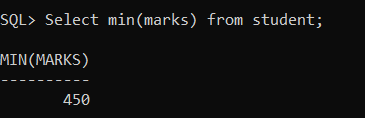 SQL> Select min(marks) from student;
MIN(MARKS)
----------
450